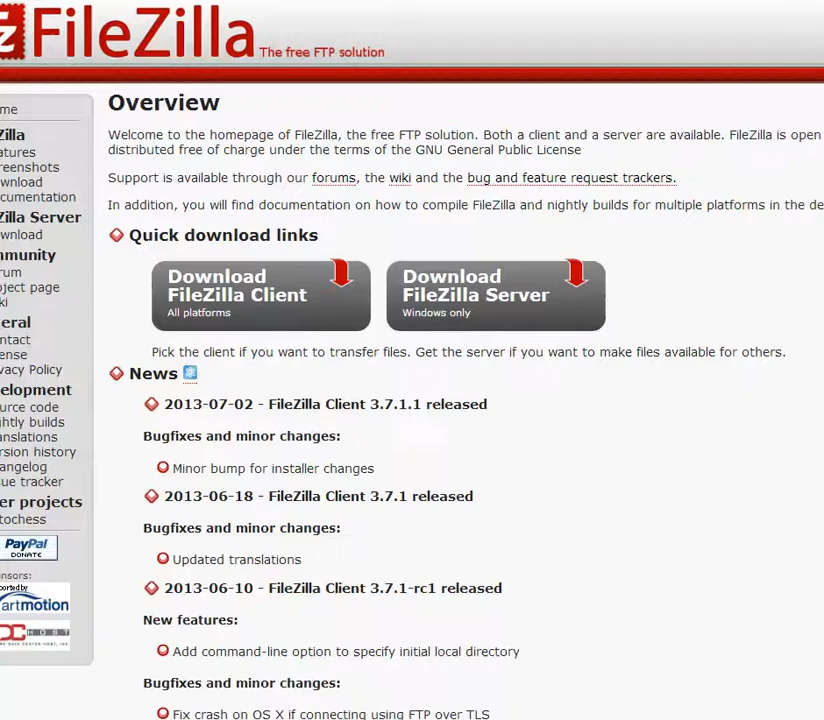 FileZilla The free FTP solution
me
Zilla
atures
reenshots
wnload
cumentation
Zilla Server
wnload
mmunity
rum
oject page
ki
eral
ntact
ense
vacy Policy
elopment
urce code
ghtly builds
anslations
rsion history
angelog
ue tracker
er projects
tochess
PayPal
DONATE
nsors:
ported by
artmotion
HOST
Overview
Welcome to the homepage of FileZilla, the free FTP solution. Both a client and a server are available. FileZilla is open
distributed free of charge under the terms of the GNU General Public License
Support is available through our forums, the wiki and the bug and feature request trackers.
In addition, you will find documentation on how to compile FileZilla and nightly builds for multiple platforms in the de
Quick download links
Download
FileZilla Client
All platforms
Download
FileZilla Server
Windows only
Pick the client if you want to transfer files. Get the server if you want to make files available for others.
News
2013-07-02 - FileZilla Client 3.7.1.1 released
Bugfixes and minor changes:
Minor bump for installer changes
2013-06-18 - FileZilla Client 3.7.1 released
Bugfixes and minor changes:
Updated translations
2013-06-10 - FileZilla Client 3.7.1-rc1 released
New features:
Add command-line option to specify initial local directory
Bugfixes and minor changes:
Fix crash on OS X if connecting using FTP over TLS